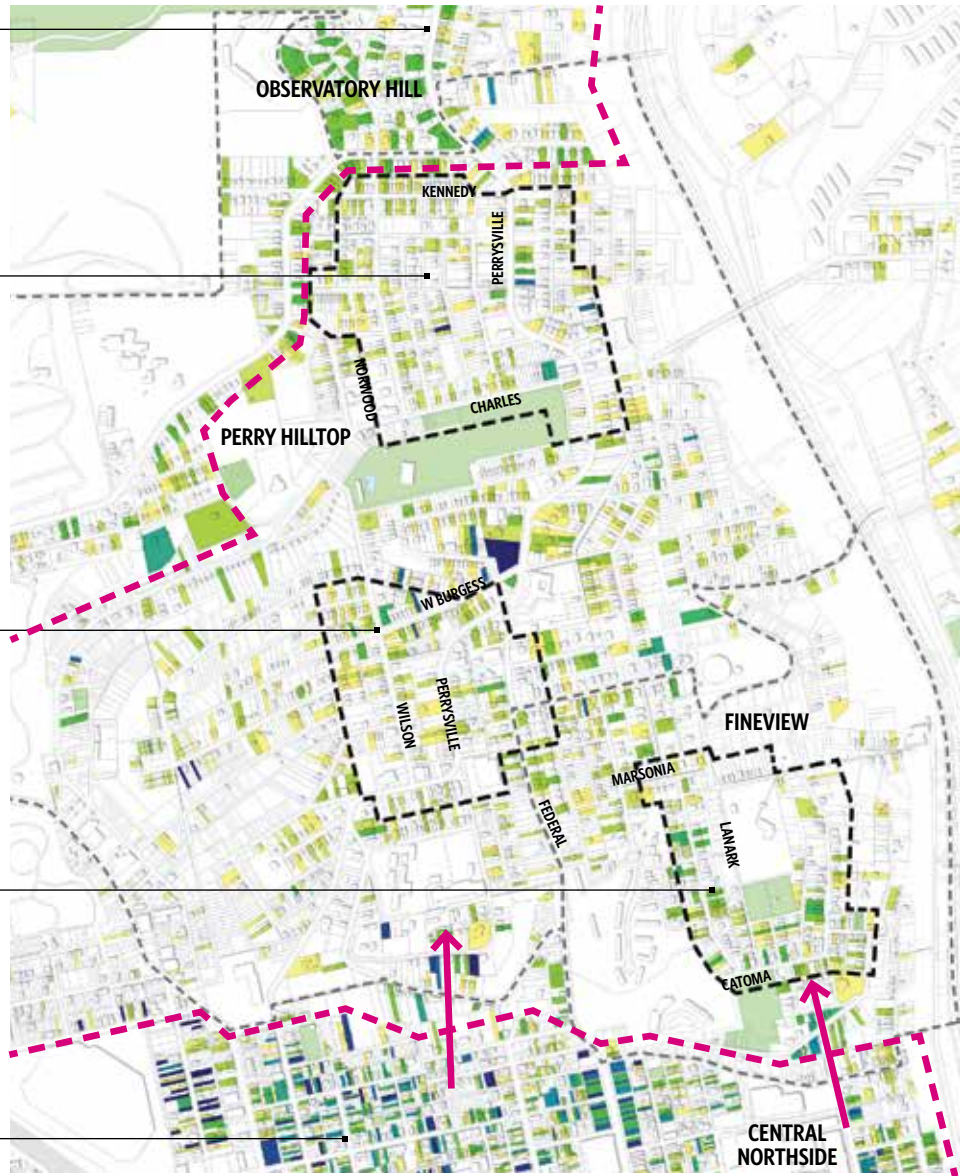 OBSERVATORY HILL
KENNEDY
PERRYSVILLE
NORWOOD
CHARLES
PERRY HILLTOP
W BURGESS
WILSON
PERRYSVILLE
FINEVIEW
MARSONIA
FEDERAL
LANARK
CATOMA
CENTRAL
NORTHSIDE